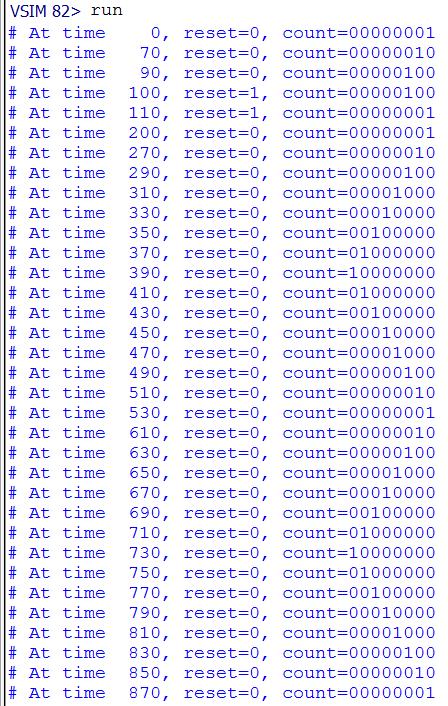 VSIM 82> run
# At time     0, reset=0, count=00000001
# At time    70, reset=0, count=00000010
# At time    90, reset=0, count=00000100
# At time   100, reset=1, count=00000100
# At time   110, reset=1, count=00000001
# At time   200, reset=0, count=00000001
# At time   270, reset=0, count=00000010
# At time   290, reset=0, count=00000100
# At time   310, reset=0, count=00001000
# At time   330, reset=0, count=00010000
# At time   350, reset=0, count=00100000
# At time   370, reset=0, count=01000000
# At time   390, reset=0, count=10000000
# At time   410, reset=0, count=01000000
# At time   430, reset=0, count=00100000
# At time   450, reset=0, count=00010000
# At time   470, reset=0, count=00001000
# At time   490, reset=0, count=00000100
# At time   510, reset=0, count=00000010
# At time   530, reset=0, count=00000001
# At time   610, reset=0, count=00000010
# At time   630, reset=0, count=00000100
# At time   650, reset=0, count=00001000
# At time   670, reset=0, count=00010000
# At time   690, reset=0, count=00100000
# At time   710, reset=0, count=01000000
# At time   730, reset=0, count=10000000
# At time   750, reset=0, count=01000000
# At time   770, reset=0, count=00100000
# At time   790, reset=0, count=00010000
# At time   810, reset=0, count=00001000
# At time   830, reset=0, count=00000100
# At time   850, reset=0, count=00000010
# At time   870, reset=0, count=00000001